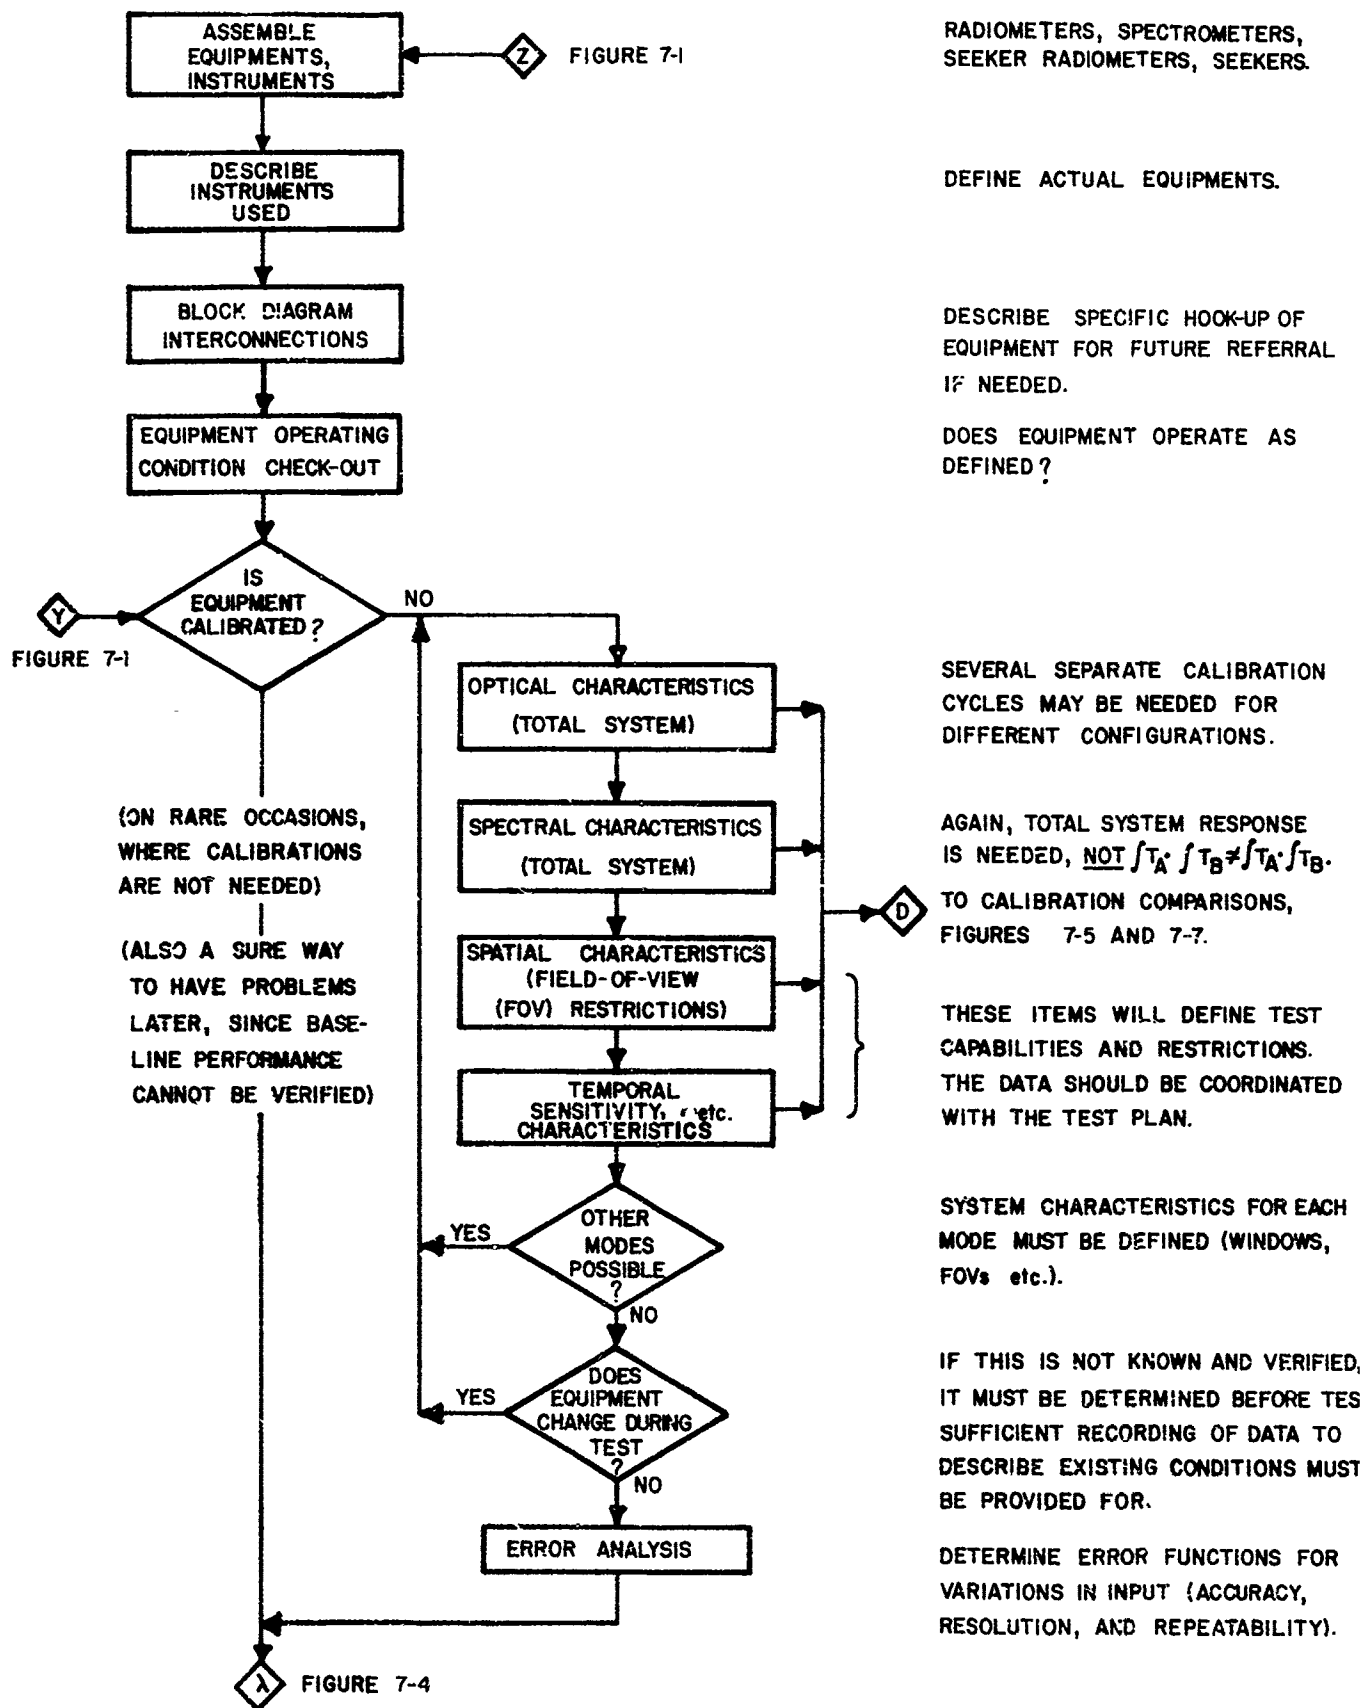 ASSEMBLE
EQUIPMENTS,
INSTRUMENTS
Z
FIGURE 7-1
RADIOMETERS, SPECTROMETERS,
SEEKER RADIOMETERS, SEEKERS.
DESCRIBE
INSTRUMENTS
USED
DEFINE ACTUAL EQUIPMENTS.
BLOCK DIAGRAM
INTERCONNECTIONS
DESCRIBE SPECIFIC HOOK-UP OF
EQUIPMENT FOR FUTURE REFERRAL
IF NEEDED.
EQUIPMENT OPERATING
CONDITION CHECK-OUT
DOES EQUIPMENT OPERATE AS
DEFINED?
IS
EQUIPMENT
CALIBRATED?
NO
Y
FIGURE 7-1
OPTICAL CHARACTERISTICS
(TOTAL SYSTEM)
SEVERAL SEPARATE CALIBRATION
CYCLES MAY BE NEEDED FOR
DIFFERENT CONFIGURATIONS.
(ON RARE OCCASIONS,
WHERE CALIBRATIONS
ARE NOT NEEDED)
SPECTRAL CHARACTERISTICS
(TOTAL SYSTEM)
AGAIN, TOTAL SYSTEM RESPONSE
IS NEEDED, NOT ∫TA· ∫TB≠∫TA·∫TB.
D
TO CALIBRATION COMPARISONS,
FIGURES 7-5 AND 7-7.
(ALSO A SURE WAY
TO HAVE PROBLEMS
LATER, SINCE BASE-
LINE PERFORMANCE
CANNOT BE VERIFIED)
SPATIAL CHARACTERISTICS
(FIELD-OF-VIEW
(FOV) RESTRICTIONS)
THESE ITEMS WILL DEFINE TEST
CAPABILITIES AND RESTRICTIONS.
THE DATA SHOULD BE COORDINATED
WITH THE TEST PLAN.
TEMPORAL
SENSITIVITY, etc.
CHARACTERISTICS
OTHER
MODES
POSSIBLE
?
YES
NO
SYSTEM CHARACTERISTICS FOR EACH
MODE MUST BE DEFINED (WINDOWS,
FOVs etc.).
DOES
EQUIPMENT
CHANGE DURING
TEST
?
YES
NO
IF THIS IS NOT KNOWN AND VERIFIED,
IT MUST BE DETERMINED BEFORE TES
SUFFICIENT RECORDING OF DATA TO
DESCRIBE EXISTING CONDITIONS MUST
BE PROVIDED FOR.
ERROR ANALYSIS
DETERMINE ERROR FUNCTIONS FOR
VARIATIONS IN INPUT (ACCURACY,
RESOLUTION, AND REPEATABILITY).
λ
FIGURE 7-4